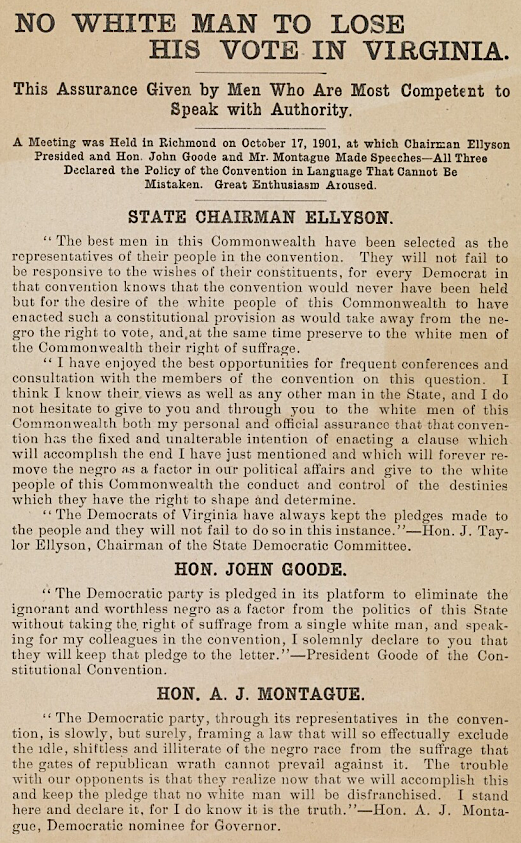 NO WHITE MAN TO LOSE
HIS VOTE IN VIRGINIA.
This Assurance Given by Men Who Are Most Competent to
Speak with Authority.
A Meeting was Held in Richmond on October 17, 1901, at which Chairman Ellyson
Presided and Hon. John Goode and Mr. Montague Made Speeches—All Three
Declared the Policy of the Convention in Language That Cannot Be
Mistaken. Great Enthusiasm Aroused.
STATE CHAIRMAN ELLYSON.
"The best men in this Commonwealth have been selected as the
representatives of their people in the convention. They will not fail to
be responsive to the wishes of their constituents, for every Democrat in
that convention knows that the convention would never have been held
but for the desire of the white people of this Commonwealth to have
enacted such a constitutional provision as would take away from the ne-
gro the right to vote, and at the same time preserve to the white men of
the Commonwealth their right of suffrage.
"I have enjoyed the best opportunities for frequent conferences and
consultation with the members of the convention on this question. I
think I know their views as well as any other man in the State, and I do
not hesitate to give to you and through you to the white men of this
Commonwealth both my personal and official assurance that that conven-
tion has the fixed and unalterable intention of enacting a clause which
will accomplish the end I have just mentioned and which will forever re-
move the negro as a factor in our political affairs and give to the white
people of this Commonwealth the conduct and control of the destinies
which they have the right to shape and determine.
"The Democrats of Virginia have always kept the pledges made to
the people and they will not fail to do so in this instance."—Hon. J. Tay-
lor Ellyson, Chairman of the State Democratic Committee.
HON. JOHN GOODE.
"The Democratic party is pledged in its platform to eliminate the
ignorant and worthless negro as a factor from the politics of this State
without taking the right of suffrage from a single white man, and speak-
ing for my colleagues in the convention, I solemnly declare to you that
they will keep that pledge to the letter."—President Goode of the Con-
stitutional Convention.
HON. A. J. MONTAGUE.
"The Democratic party, through its representatives in the conven-
tion, is slowly, but surely, framing a law that will so effectually exclude
the idle, shiftless and illiterate of the negro race from the suffrage that
the gates of republican wrath cannot prevail against it. The trouble
with our opponents is that they realize now that we will accomplish this
and keep the pledge that no white man will be disfranchised. I stand
here and declare it, for I do know it is the truth."—Hon. A. J. Monta-
gue, Democratic nominee for Governor.